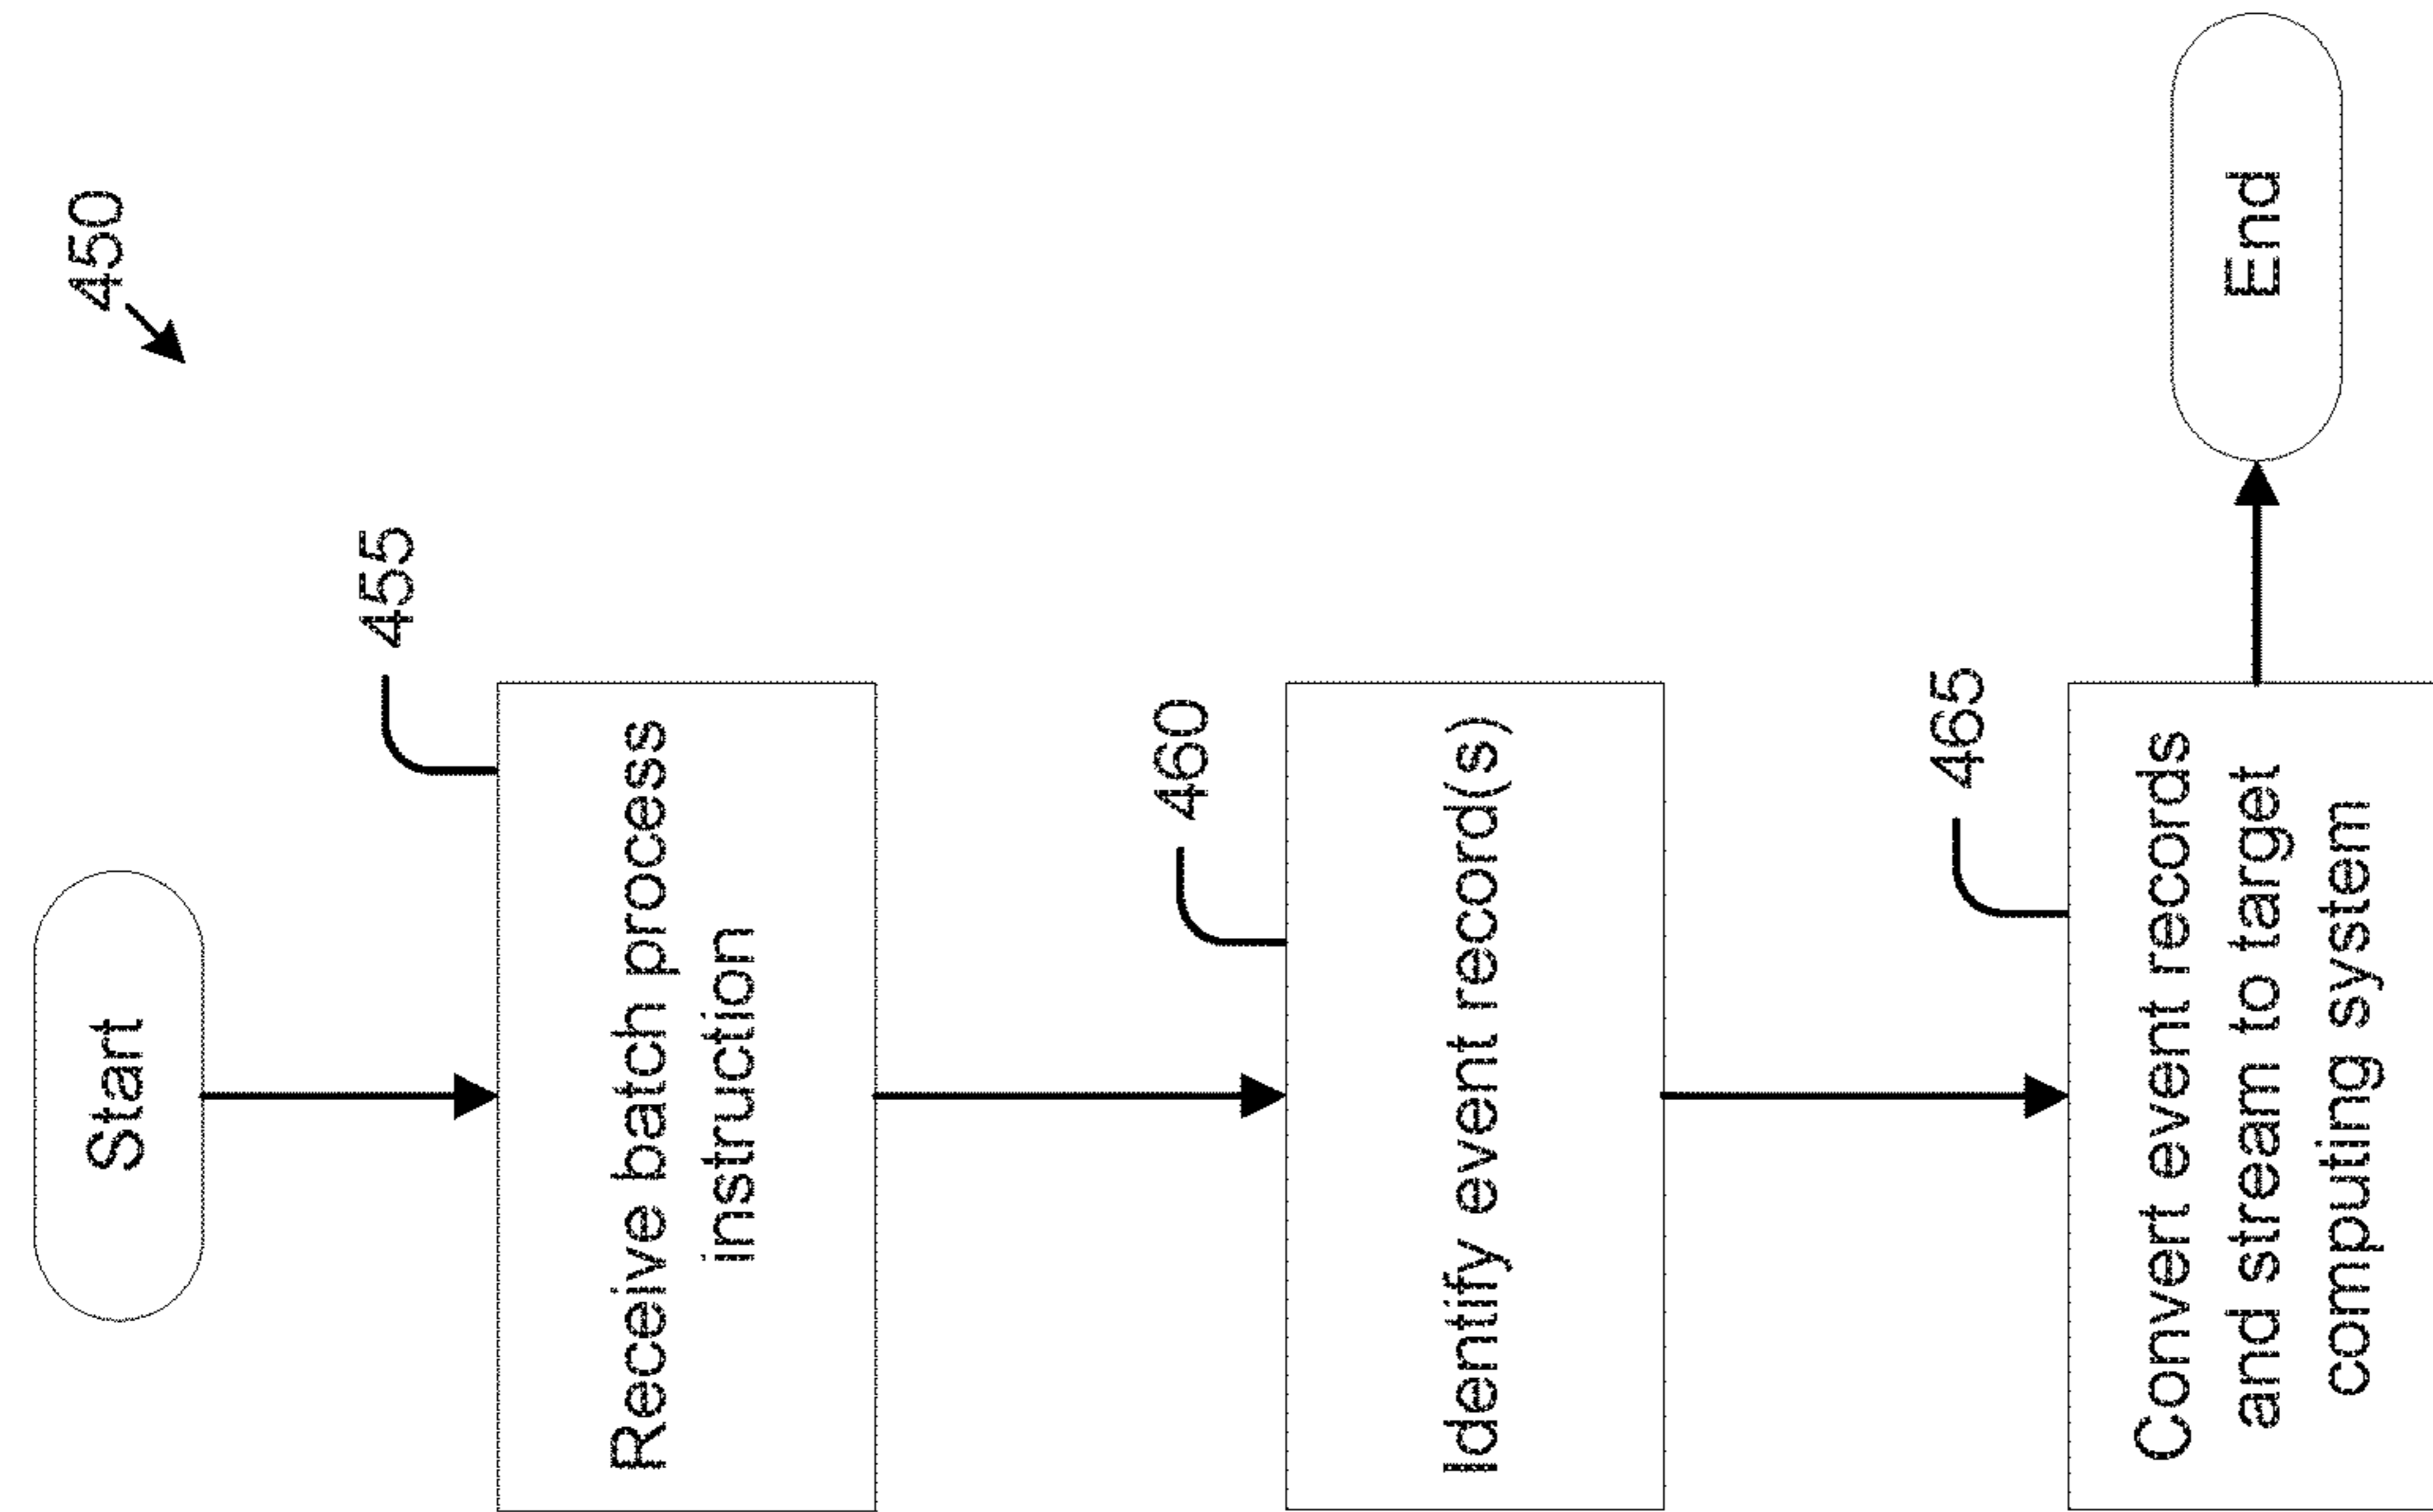 450
Start
455
Receive batch process
instruction
460
Identify event record(s)
465
Convert event records
and stream to target
computing system
End